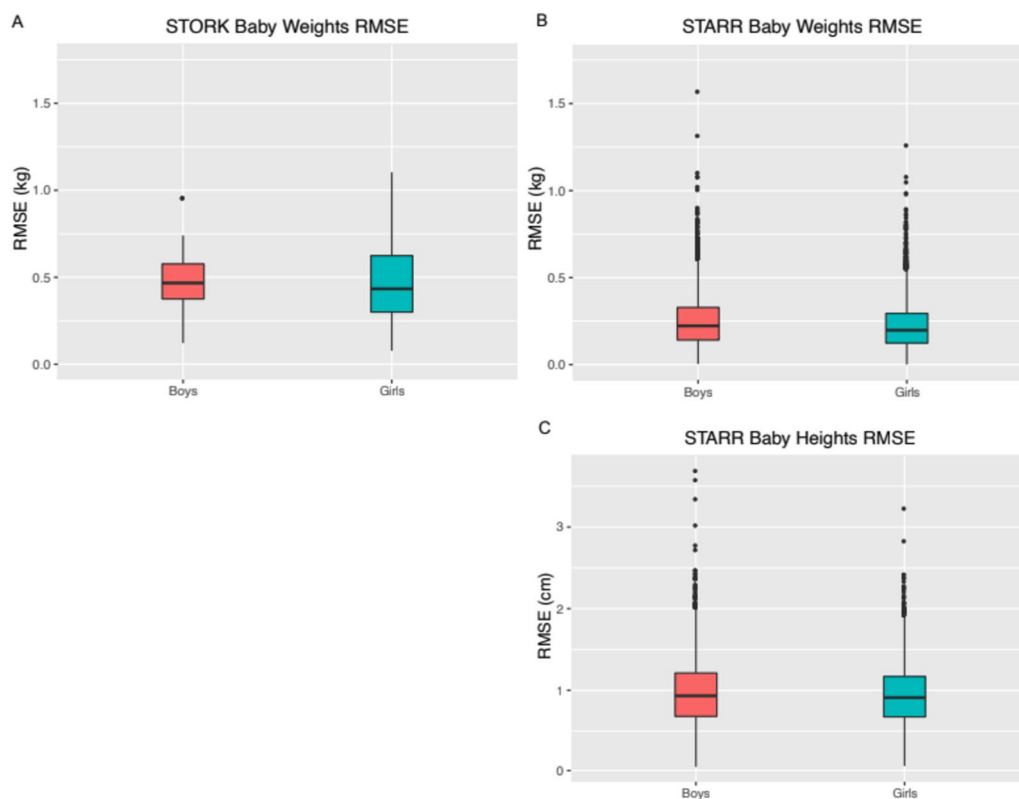 A
STORK Baby Weights RMSE
RMSE (kg)
1.5
1.0
0.5
0.0
Boys
Girls
B
STARR Baby Weights RMSE
RMSE (kg)
1.5
1.0
0.5
0.0
Boys
Girls
C
STARR Baby Heights RMSE
RMSE (cm)
3
2
1
0
Boys
Girls